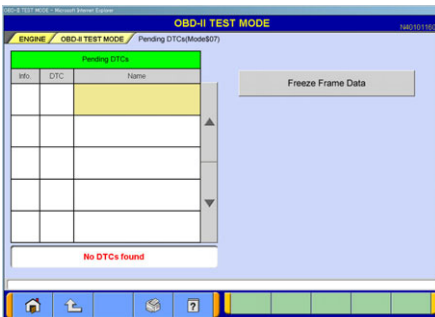 OBD-II TEST MODE - Microsoft Internet Explorer
OBD-II TEST MODE
N40101160
ENGINE OBD-II TEST MODE Pending DTCs(Mode$07)
Pending DTCs
Info. DTC Name
Freeze Frame Data
No DTCs found
?